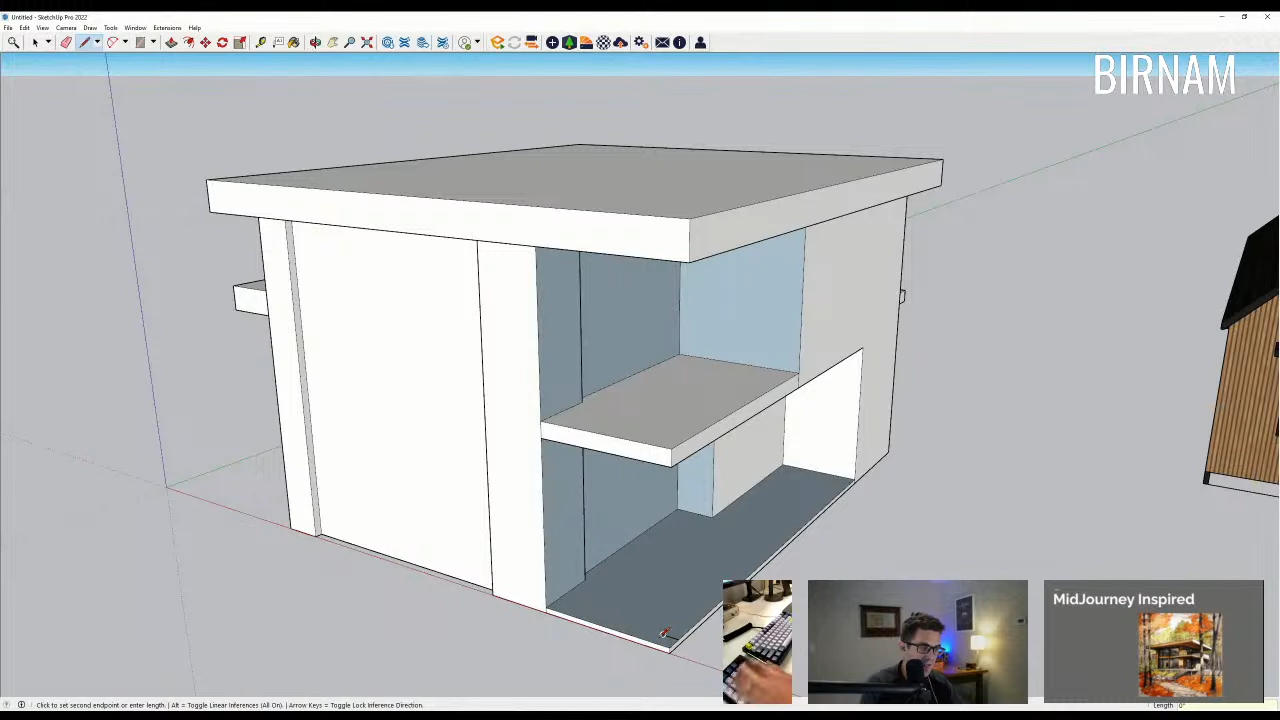 Untitled - SketchUp Pro 2022
File Edit View Camera Draw Tools Window Extensions Help
BIRNAM
MidJourney Inspired
Click to set second endpoint or enter length. | Alt = Toggle Linear Inferences (All On). | Arrow Keys = Toggle Lock Inference Direction.
Length 0"